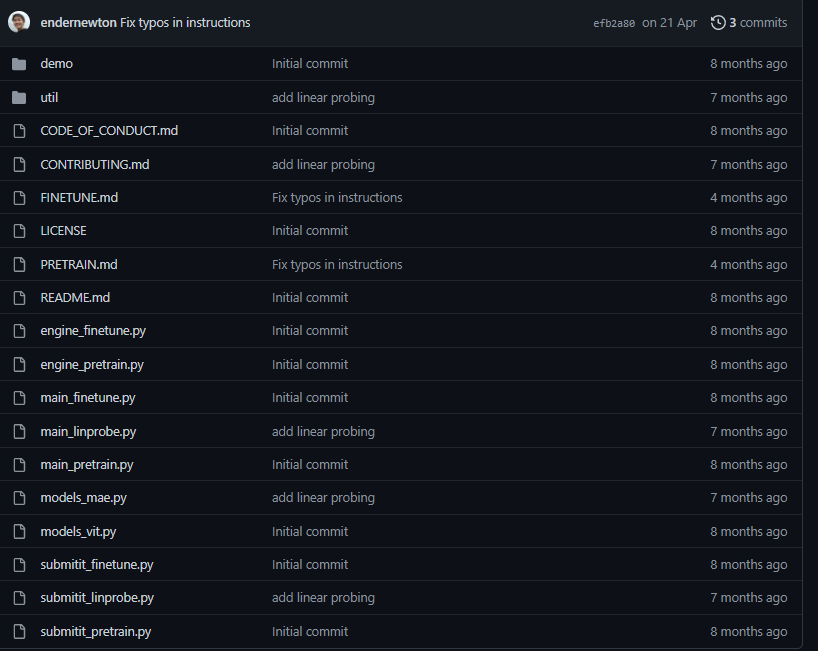 endernewton Fix typos in instructions efb2a80 on 21 Apr 3 commits
demo Initial commit 8 months ago
util add linear probing 7 months ago
CODE_OF_CONDUCT.md Initial commit 8 months ago
CONTRIBUTING.md add linear probing 7 months ago
FINETUNE.md Fix typos in instructions 4 months ago
LICENSE Initial commit 8 months ago
PRETRAIN.md Fix typos in instructions 4 months ago
README.md Initial commit 8 months ago
engine_finetune.py Initial commit 8 months ago
engine_pretrain.py Initial commit 8 months ago
main_finetune.py Initial commit 8 months ago
main_linprobe.py add linear probing 7 months ago
main_pretrain.py Initial commit 8 months ago
models_mae.py add linear probing 7 months ago
models_vit.py Initial commit 8 months ago
submitit_finetune.py Initial commit 8 months ago
submitit_linprobe.py add linear probing 7 months ago
submitit_pretrain.py Initial commit 8 months ago